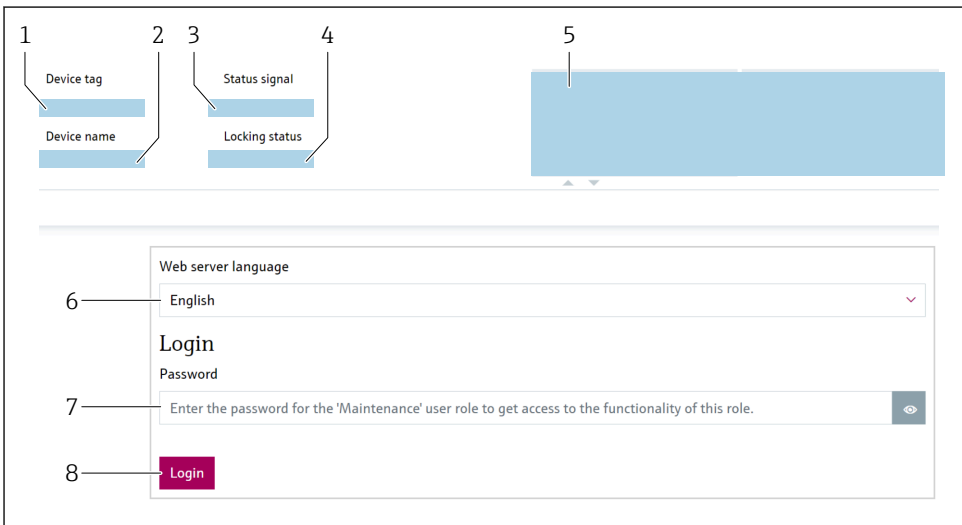 1 2 3 4 5
Device tag Status signal
Device name Locking status
Web server language
6 English
Login
Password
7 Enter the password for the 'Maintenance' user role to get access to the functionality of this role.
8 Login